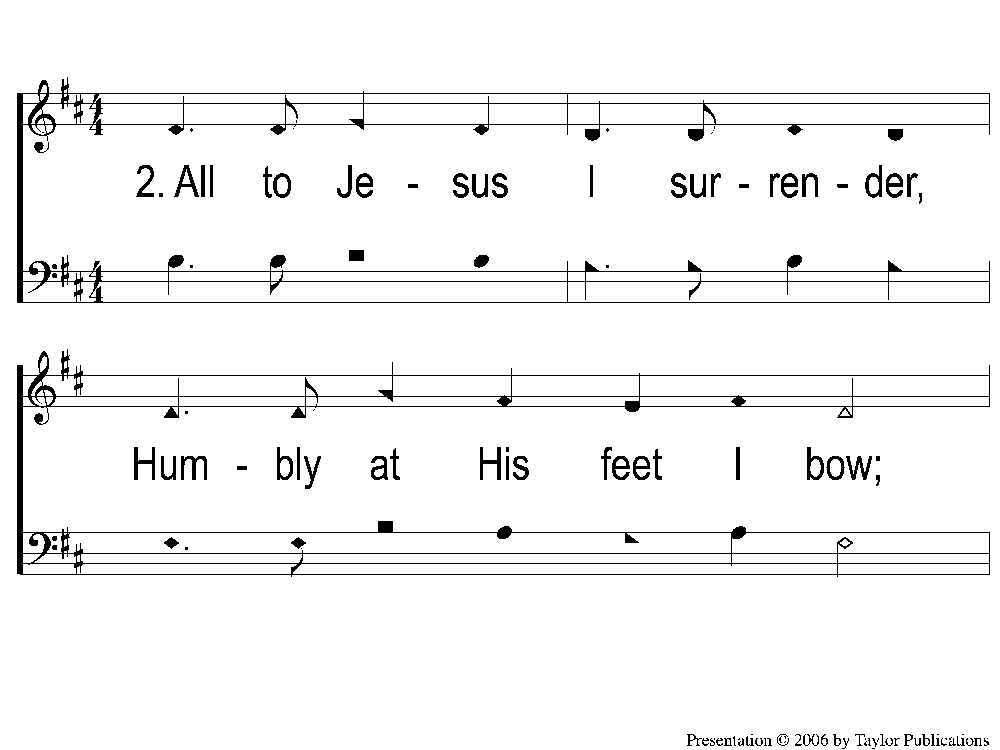 2. All to Je - sus I sur - ren - der,
Hum - bly at His feet I bow;
Presentation © 2006 by Taylor Publications